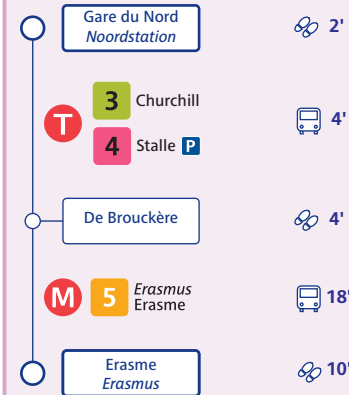 Gare du Nord
Noordstation
2'
T
3 Churchill
4 Stalle P
4'
De Brouckère
4'
M 5 Erasmus
Erasme
18'
Erasme
Erasmus
10'